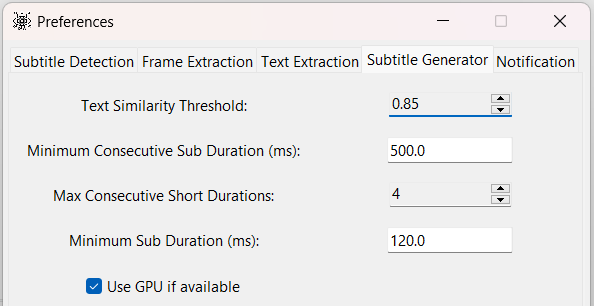 Preferences
Subtitle Detection Frame Extraction Text Extraction Subtitle Generator Notification
Text Similarity Threshold: 0.85
Minimum Consecutive Sub Duration (ms): 500.0
Max Consecutive Short Durations: 4
Minimum Sub Duration (ms): 120.0
Use GPU if available